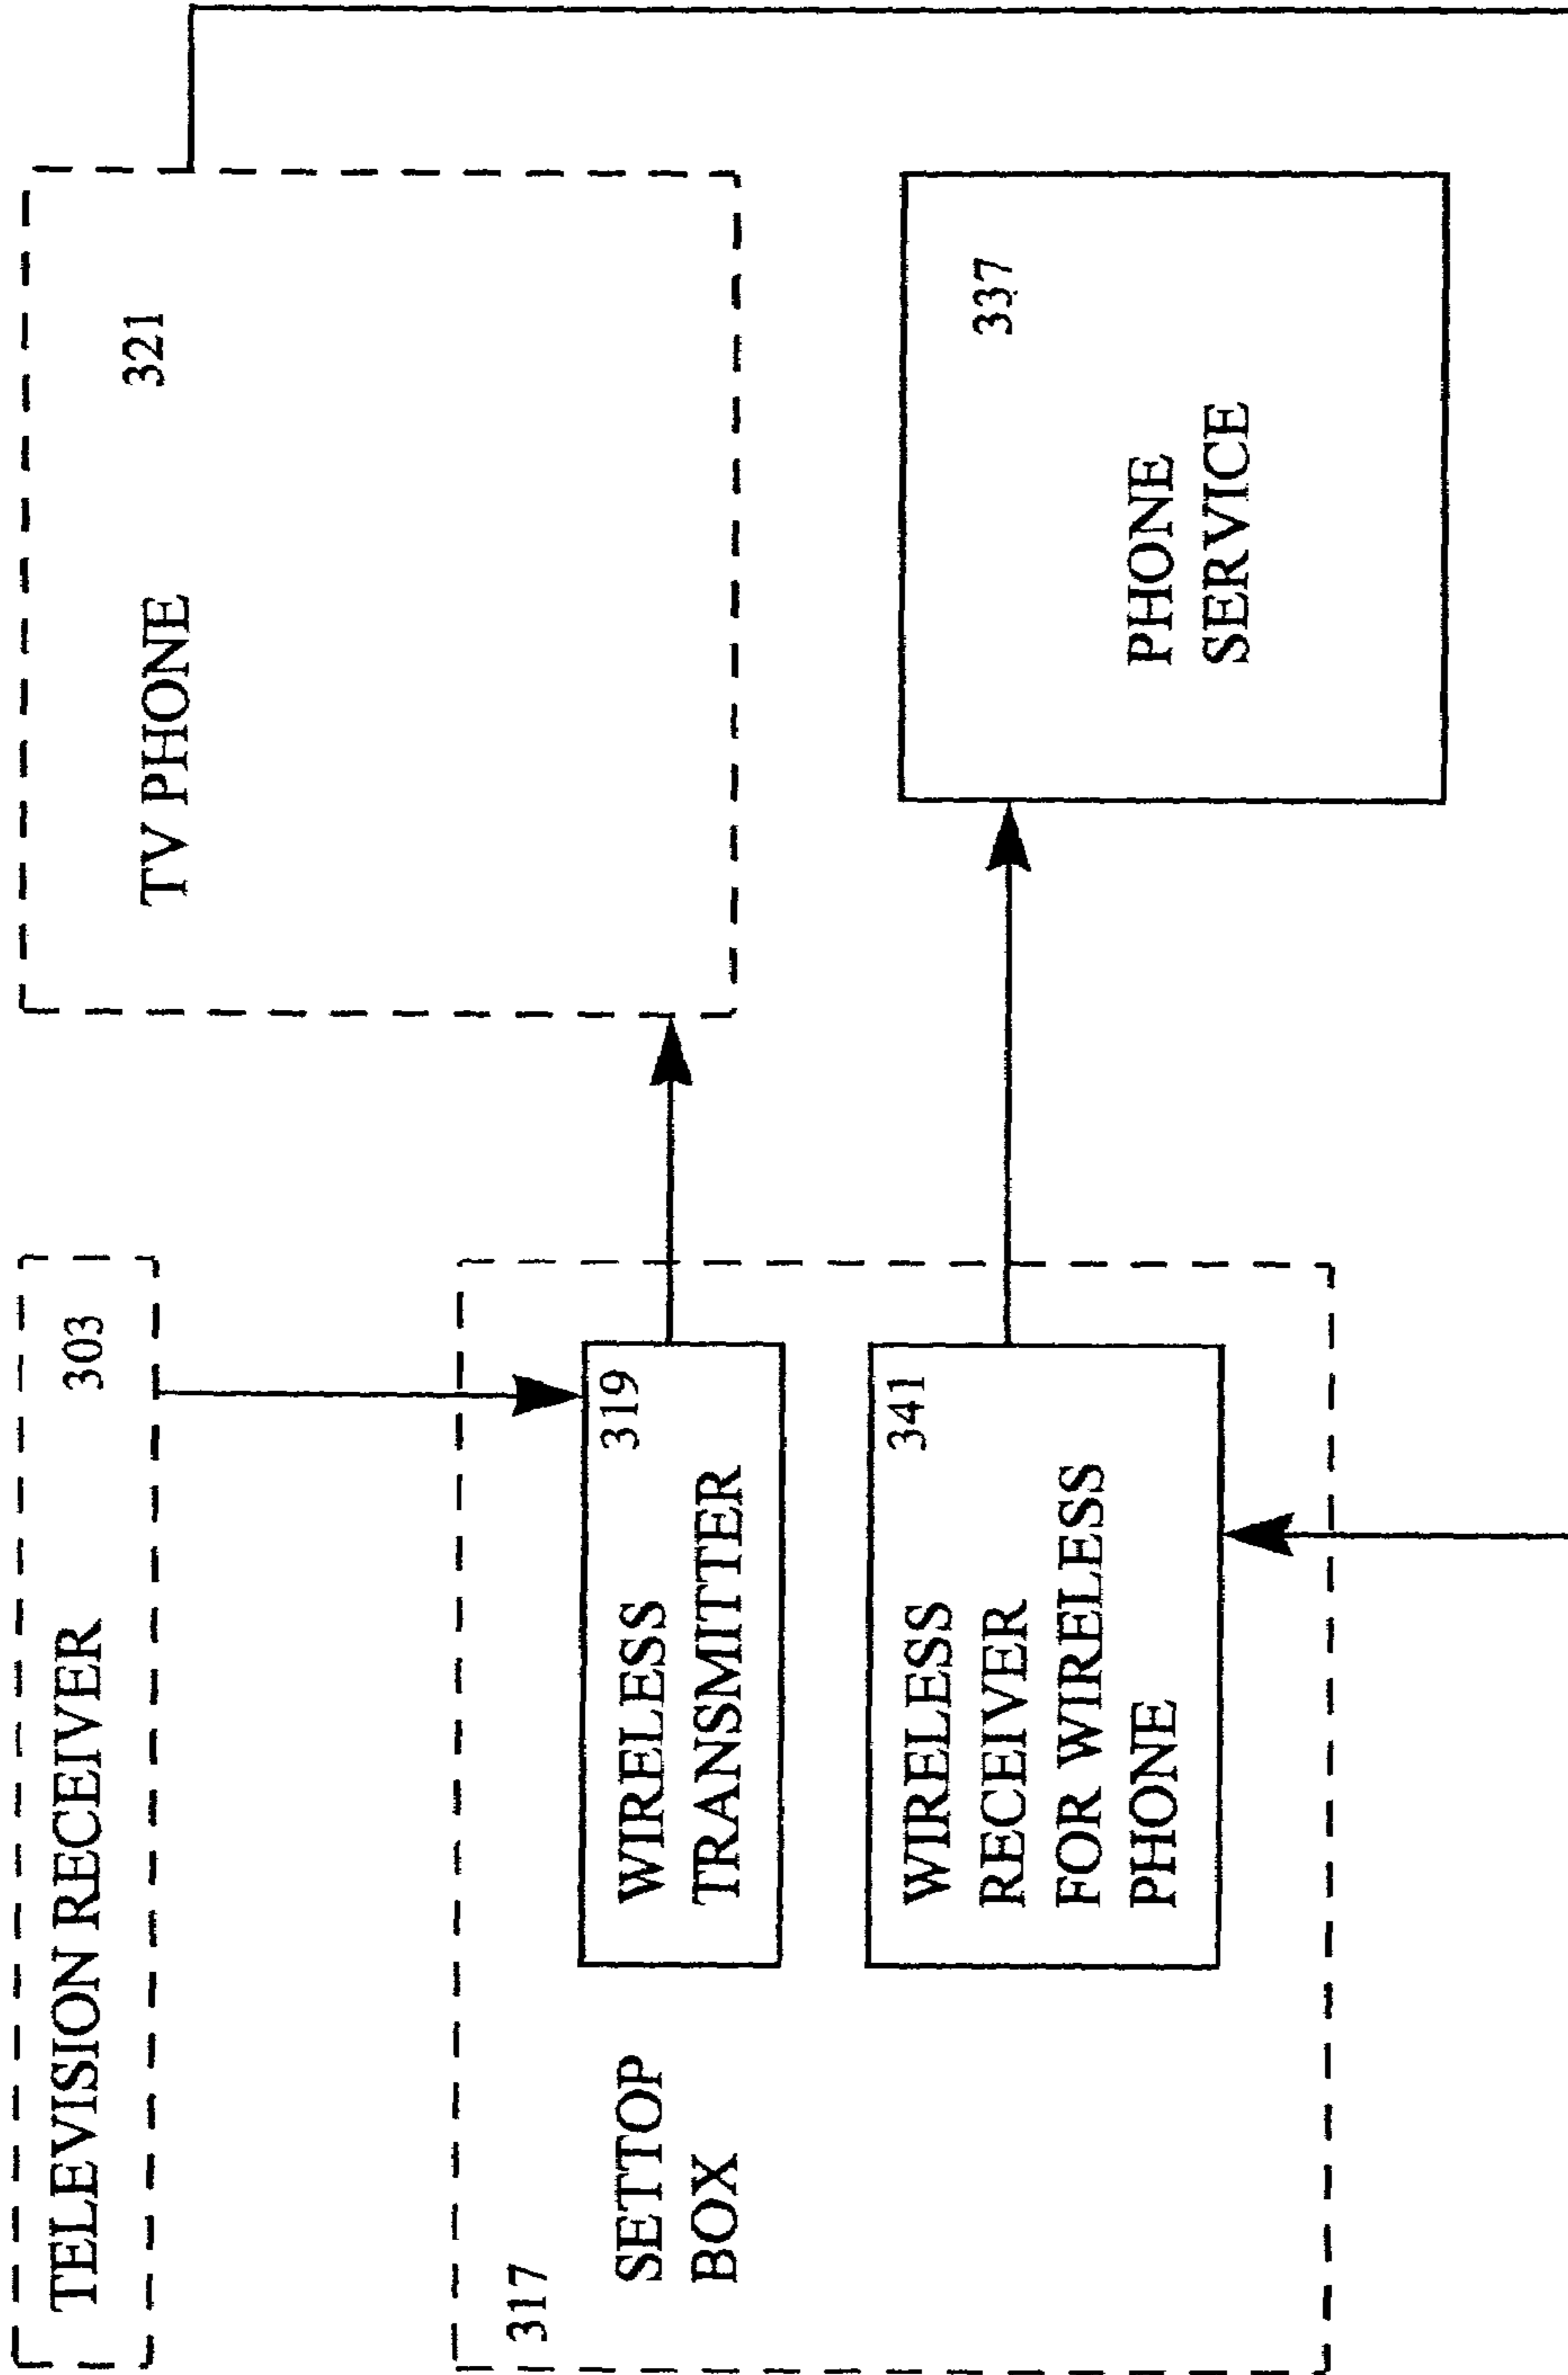 TELEVISION RECEIVER 303
317
SETTOP
BOX
319
WIRELESS
TRANSMITTER
341
WIRELESS
RECEIVER
FOR WIRELESS
PHONE
TV PHONE
321
337
PHONE
SERVICE